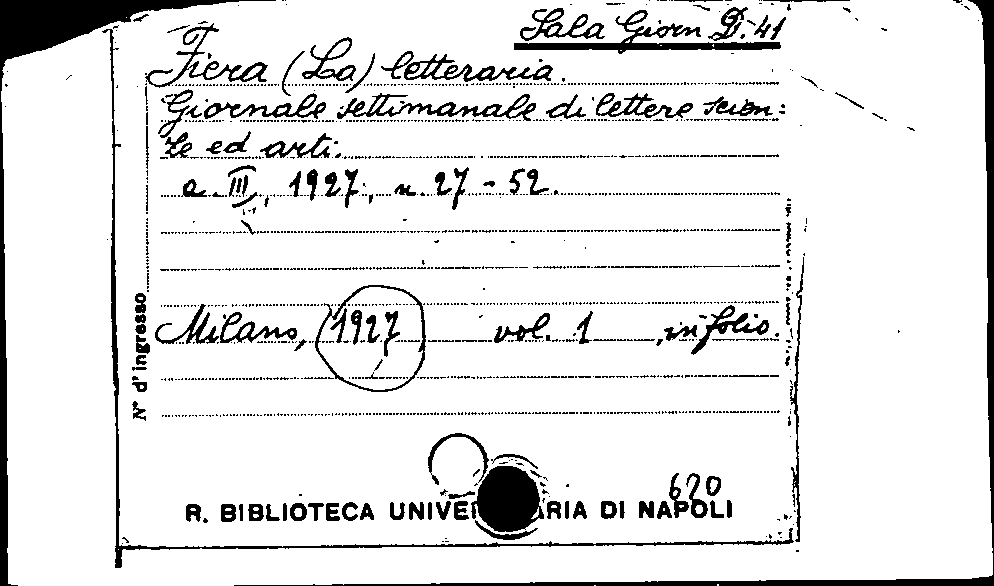 Sala Giorn D. 41
Fiera (La) letteraria.
Giornale settimanale di lettere scien:
ze ed arti.
a. III, 1927, n. 27 - 52.
Milano, 1927 vol. 1, in folio.
N° d'ingresso
620
R. BIBLIOTECA UNIVE RIA DI NAPOLI